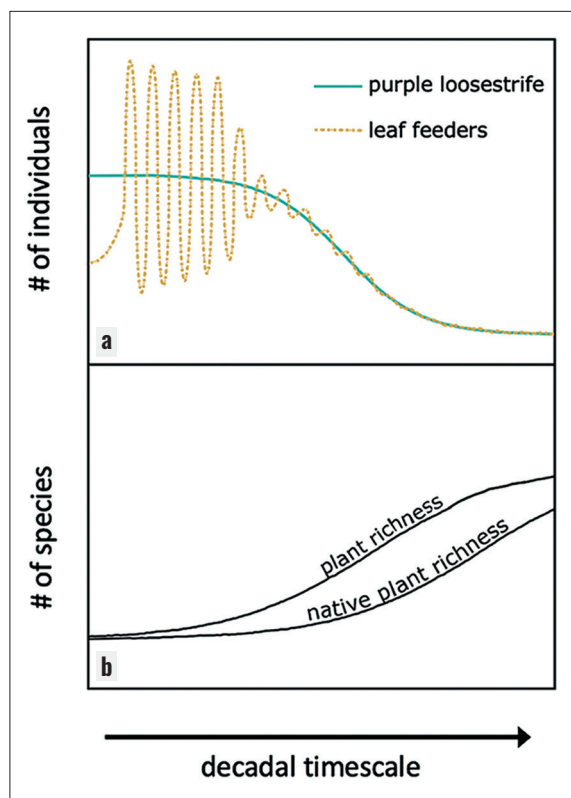 purple loosestrife
leaf feeders
# of individuals
a
plant richness
native plant richness
# of species
b
decadal timescale